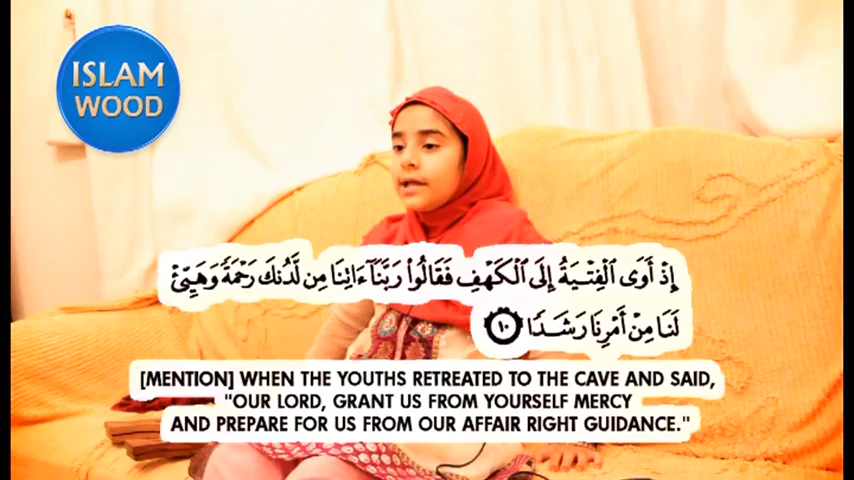 ISLAM
WOOD
إِذْ أَوَى ٱلْفِتْيَةُ إِلَى ٱلْكَهْفِ فَقَالُوا۟ رَبَّنَآ ءَاتِنَا مِن لَّدُنكَ رَحْمَةً وَهَيِّئْ
لَنَا مِنْ أَمْرِنَا رَشَدًا ١٠
[MENTION] WHEN THE YOUTHS RETREATED TO THE CAVE AND SAID,
"OUR LORD, GRANT US FROM YOURSELF MERCY
AND PREPARE FOR US FROM OUR AFFAIR RIGHT GUIDANCE."